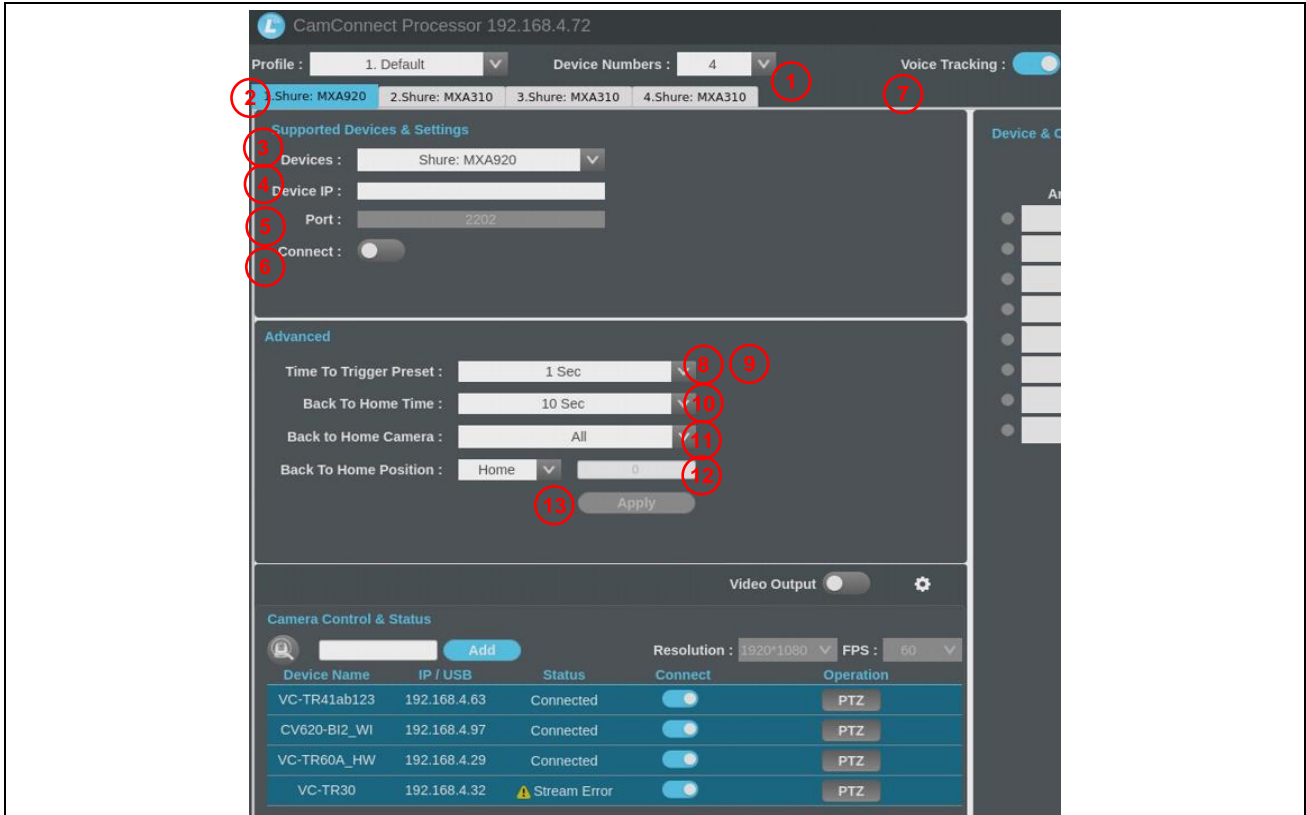 CamConnect Processor 192.168.4.72
Profile : 1. Default Device Numbers : 4 Voice Tracking :
1 7
2 1.Shure: MXA920 2.Shure: MXA310 3.Shure: MXA310 4.Shure: MXA310
Supported Devices & Settings
3 Devices : Shure: MXA920
4 Device IP :
5 Port : 2202
6 Connect :
Device & C
Ar
Advanced
Time To Trigger Preset : 1 Sec 8 9
Back To Home Time : 10 Sec 10
Back to Home Camera : All 11
Back To Home Position : Home 0 12
13 Apply
Video Output
Camera Control & Status
Add Resolution : 1920*1080 FPS : 60
Device Name IP / USB Status Connect Operation
VC-TR41ab123 192.168.4.63 Connected PTZ
CV620-BI2_WI 192.168.4.97 Connected PTZ
VC-TR60A_HW 192.168.4.29 Connected PTZ
VC-TR30 192.168.4.32 Stream Error PTZ